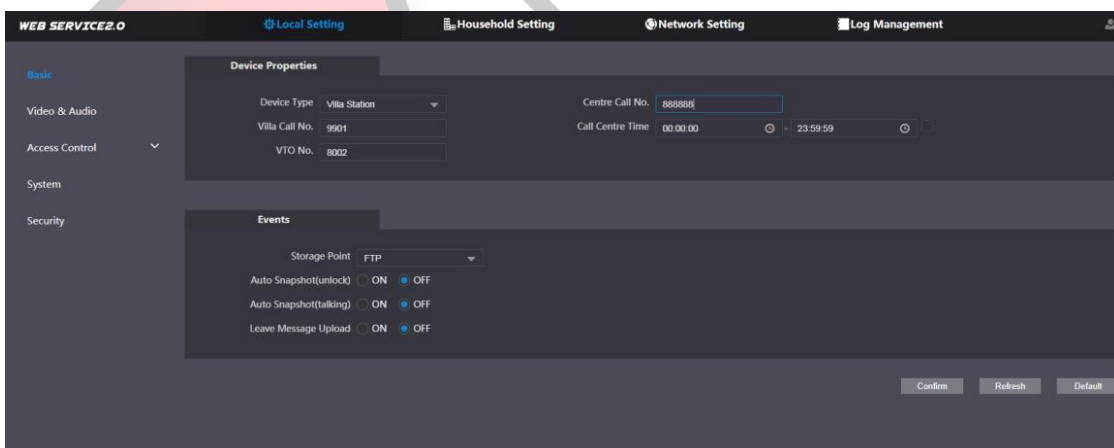 WEB SERVICE2.0 Local Setting Household Setting Network Setting Log Management
Basic
Video & Audio
Access Control
System
Security
Device Properties
Device Type Villa Station Centre Call No. 888888
Villa Call No. 9901 Call Centre Time 00:00:00 - 23:59:59
VTO No. 8002
Events
Storage Point FTP
Auto Snapshot(unlock) ON OFF
Auto Snapshot(talking) ON OFF
Leave Message Upload ON OFF
Confirm Refresh Default